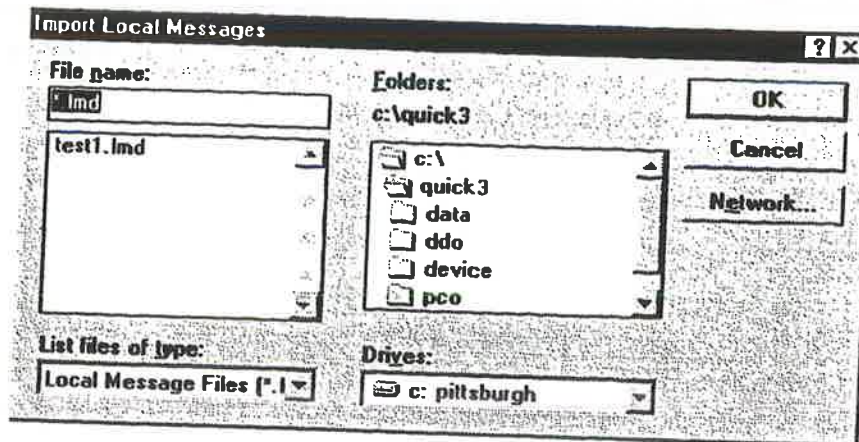 Import Local Messages
File name:
*.lmd
test1.lmd
List files of type:
Local Message Files (*.l
Folders:
c:\quick3
c:\
quick3
data
ddo
device
pco
Drives:
c: pittsburgh
OK
Cancel
Network...